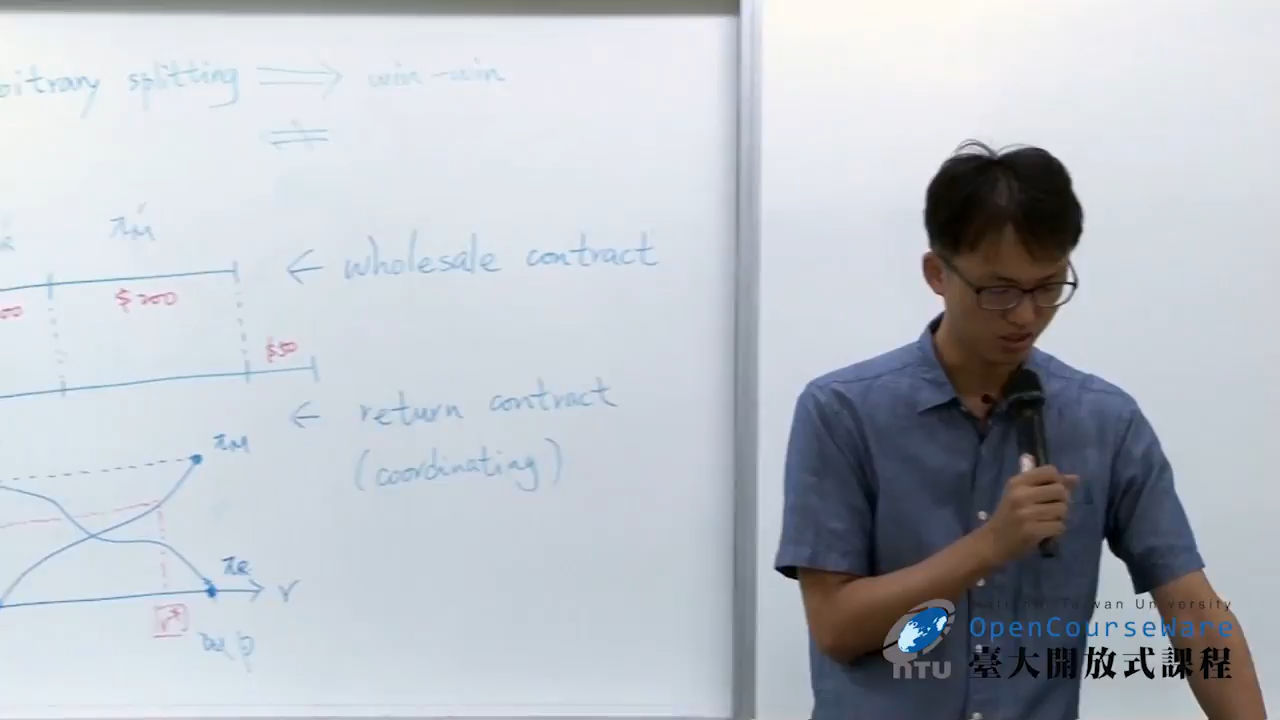 splitting ⟹ win-win
π'M
← wholesale contract
$200
$50
← return contract
πM
(coordinating)
πR
r
National Taiwan University
OpenCourseWare
NTU 臺大開放式課程